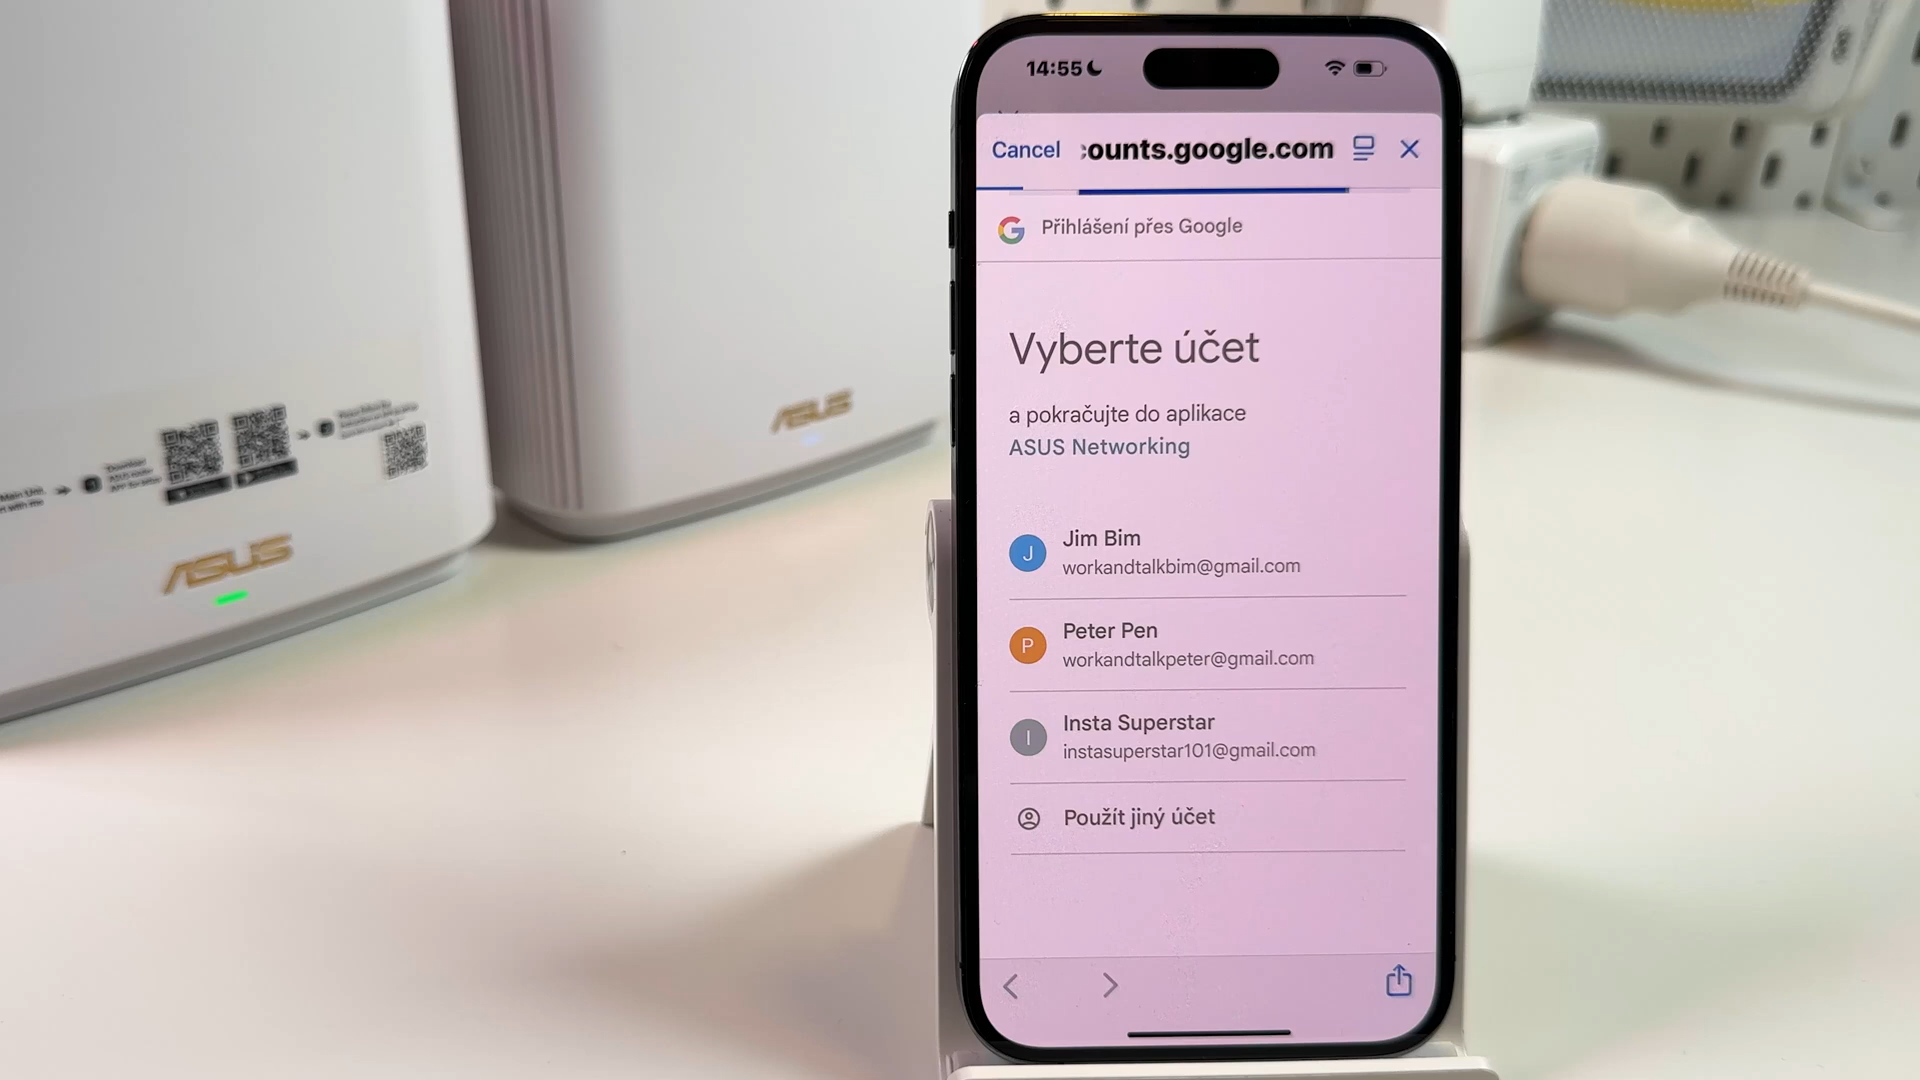 14:55
Cancel
ounts.google.com
Přihlášení přes Google
Vyberte účet
a pokračujte do aplikace
ASUS Networking
J
Jim Bim
workandtalkbim@gmail.com
P
Peter Pen
workandtalkpeter@gmail.com
I
Insta Superstar
instasuperstar101@gmail.com
Použít jiný účet
ASUS
ASUS